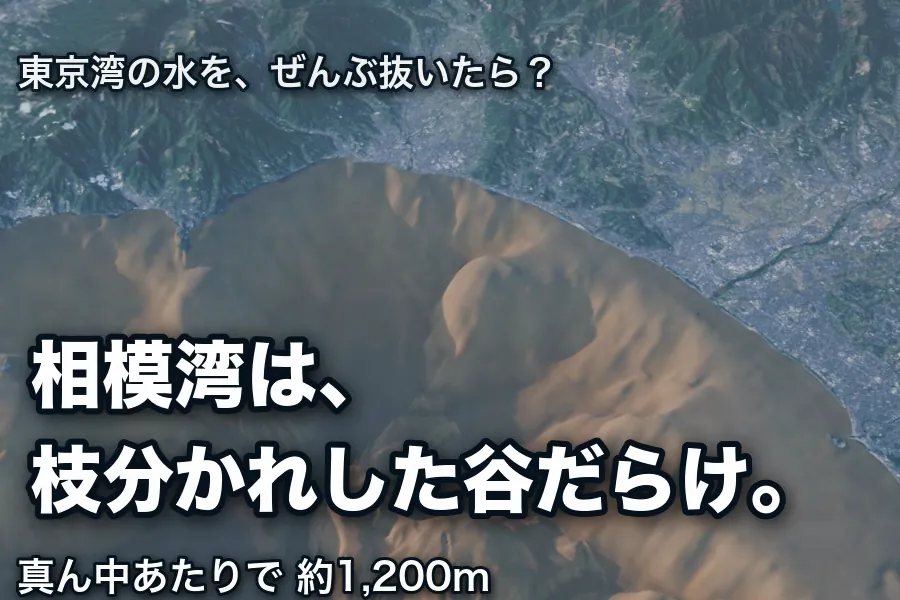 東京湾の水を、ぜんぶ抜いたら？
相模湾は、
枝分かれした谷だらけ。
真ん中あたりで 約1,200m